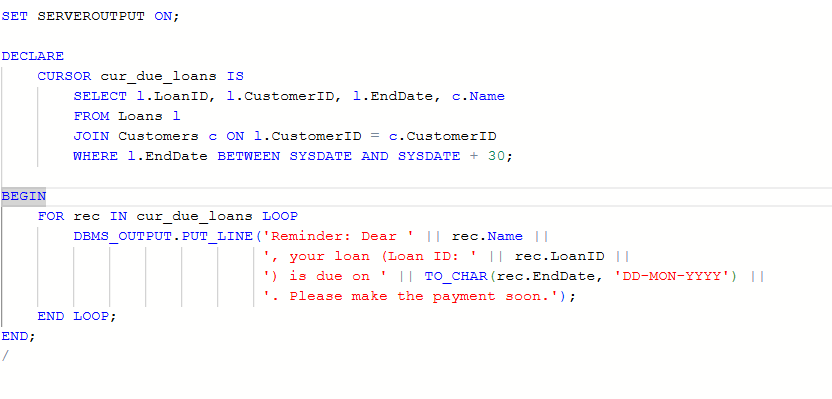 SET SERVEROUTPUT ON;
DECLARE
    CURSOR cur_due_loans IS
        SELECT l.LoanID, l.CustomerID, l.EndDate, c.Name
        FROM Loans l
        JOIN Customers c ON l.CustomerID = c.CustomerID
        WHERE l.EndDate BETWEEN SYSDATE AND SYSDATE + 30;
BEGIN
    FOR rec IN cur_due_loans LOOP
        DBMS_OUTPUT.PUT_LINE('Reminder: Dear ' || rec.Name ||
                             ', your loan (Loan ID: ' || rec.LoanID ||
                             ') is due on ' || TO_CHAR(rec.EndDate, 'DD-MON-YYYY') ||
                             '. Please make the payment soon.');
    END LOOP;
END;
/